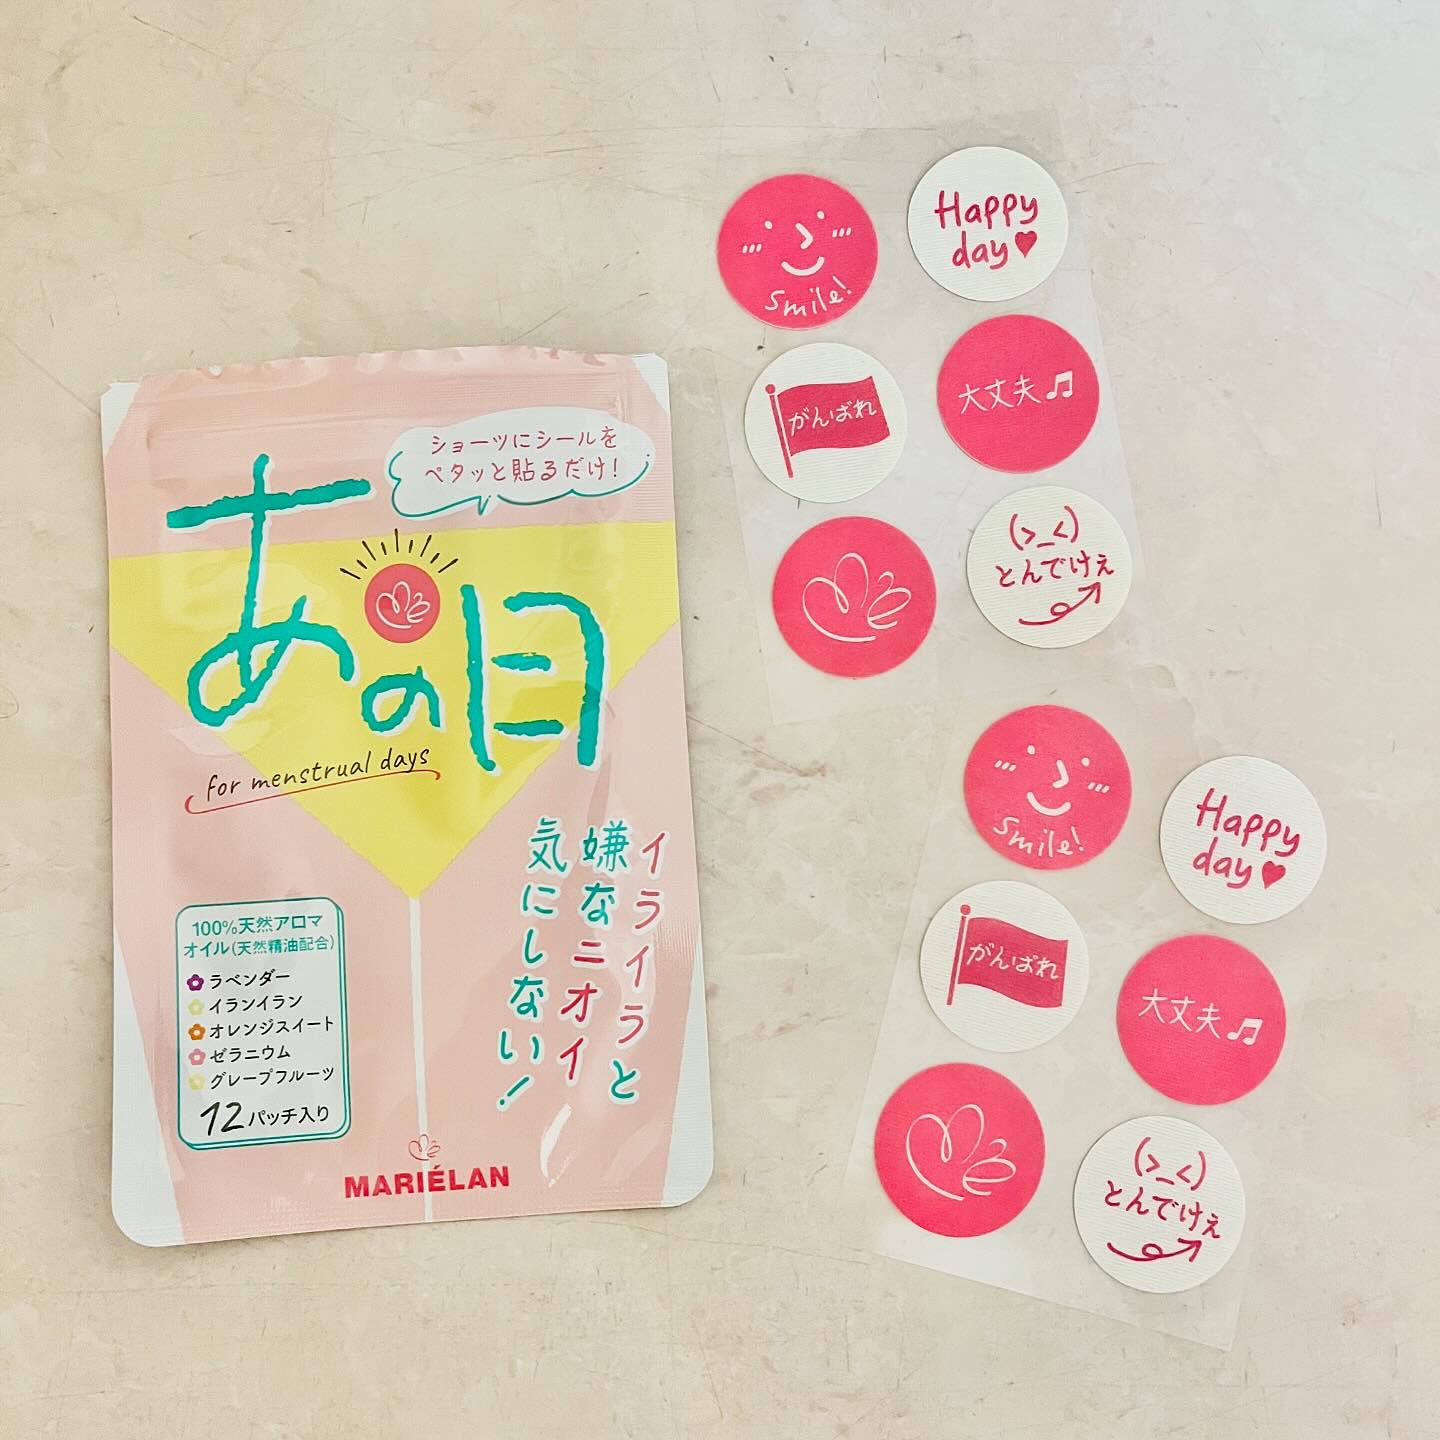 ショーツにシールを
ペタッと貼るだけ!
あの日
for menstrual days
イライラと
嫌なニオイ
気にしない!
100%天然アロマ
オイル(天然精油配合)
ラベンダー
イランイラン
オレンジスイート
ゼラニウム
グレープフルーツ
12パッチ入り
MARIÉLAN
Smile!
Happy
day♥
がんばれ
大丈夫♫
(>_<)
とんでけぇ
Smile!
Happy
day♥
がんばれ
大丈夫♫
(>_<)
とんでけぇ